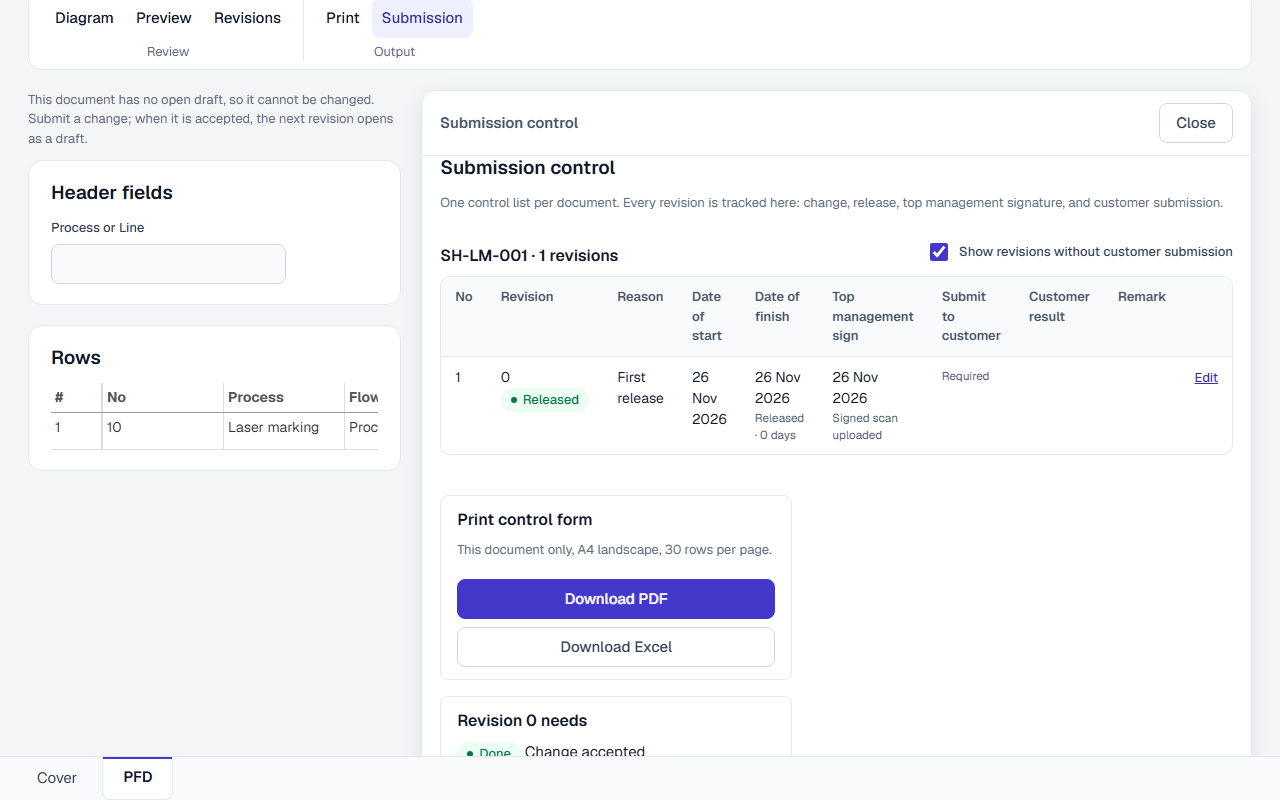 Diagram Preview Revisions Print Submission
Review Output
This document has no open draft, so it cannot be changed.
Submit a change; when it is accepted, the next revision opens
as a draft.
Header fields
Process or Line
Rows
# No Process Flow
1 10 Laser marking Proc
Submission control
Close
Submission control
One control list per document. Every revision is tracked here: change, release, top management signature, and customer submission.
SH-LM-001 · 1 revisions
Show revisions without customer submission
No Revision Reason Date of start Date of finish Top management sign Submit to customer Customer result Remark
1 0 First release 26 Nov 2026 26 Nov 2026 26 Nov 2026 Required Edit
Released
Released · 0 days
Signed scan uploaded
Print control form
This document only, A4 landscape, 30 rows per page.
Download PDF
Download Excel
Revision 0 needs
Done Change accepted
Cover PFD